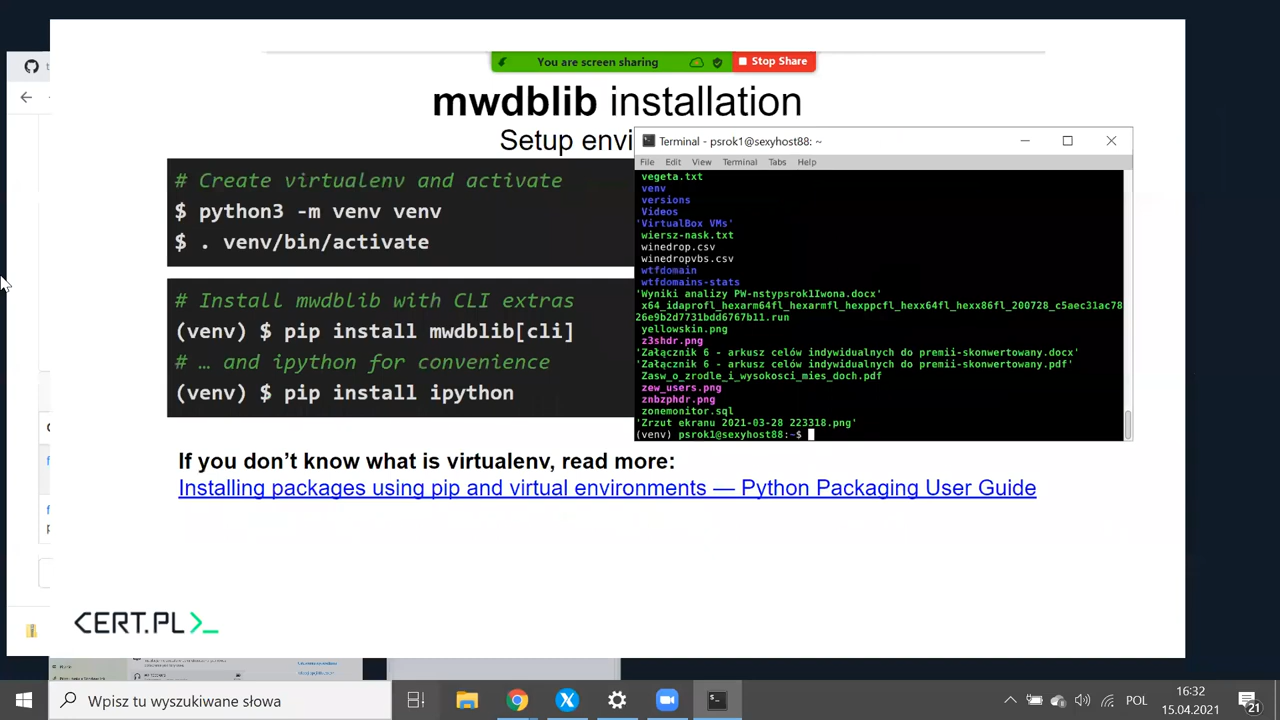 You are screen sharing
Stop Share
mwdblib installation
Setup envi
# Create virtualenv and activate
$ python3 -m venv venv
$ . venv/bin/activate
# Install mwdblib with CLI extras
(venv) $ pip install mwdblib[cli]
# … and ipython for convenience
(venv) $ pip install ipython
If you don’t know what is virtualenv, read more:
Installing packages using pip and virtual environments — Python Packaging User Guide
Terminal - psrok1@sexyhost88: ~
File Edit View Terminal Tabs Help
vegeta.txt
venv
versions
Videos
'VirtualBox VMs'
wiersz-nask.txt
winedrop.csv
winedropvbs.csv
wtfdomain
wtfdomains-stats
'Wyniki analizy PW-nstypsrok1Iwona.docx'
x64_idaprofl_hexarm64fl_hexarmfl_hexppcfl_hexx64fl_hexx86fl_200728_c5aec31ac78
26e9b2d7731bdd6767b11.run
yellowskin.png
z3shdr.png
'Załącznik 6 - arkusz celów indywidualnych do premii-skonwertowany.docx'
'Załącznik 6 - arkusz celów indywidualnych do premii-skonwertowany.pdf'
Zasw_o_zrodle_i_wysokosci_mies_doch.pdf
zew_users.png
znbzphdr.png
zonemonitor.sql
'Zrzut ekranu 2021-03-28 223318.png'
(venv) psrok1@sexyhost88:~$
<CERT.PL>_
Wpisz tu wyszukiwane słowa
POL
16:32
15.04.2021
21